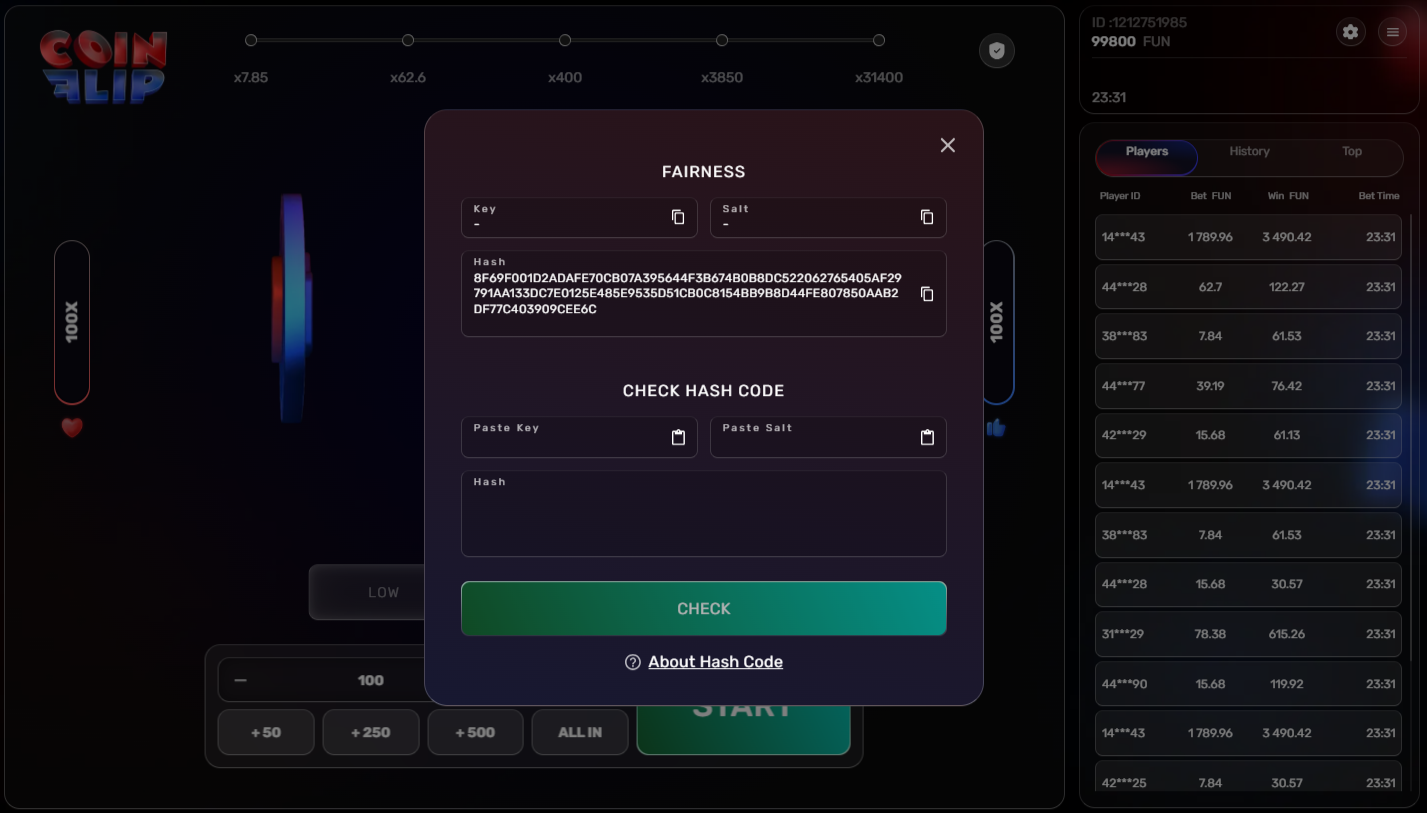 COIN
FLIP
x7.85 x62.6 x400 x3850 x31400
100X
LOW
FAIRNESS
Key
-
Salt
-
Hash
8F69F001D2ADAFE70CB07A395644F3B674B0B8DC522062765405AF29
791AA133DC7E0125E485E9535D51CB0C8154BB9B8D44FE807850AAB2
DF77C403909CEE6C
CHECK HASH CODE
Paste Key
Paste Salt
Hash
CHECK
About Hash Code
100X
— 100
+50 +250 +500 ALL IN START
ID :1212751985
99800 FUN
23:31
Players History Top
Player ID Bet FUN Win FUN Bet Time
14***43 1 789.96 3 490.42 23:31
44***28 62.7 122.27 23:31
38***83 7.84 61.53 23:31
44***77 39.19 76.42 23:31
42***29 15.68 61.13 23:31
14***43 1 789.96 3 490.42 23:31
38***83 7.84 61.53 23:31
44***28 15.68 30.57 23:31
31***29 78.38 615.26 23:31
44***90 15.68 119.92 23:31
14***43 1 789.96 3 490.42 23:31
42***25 7.84 30.57 23:31